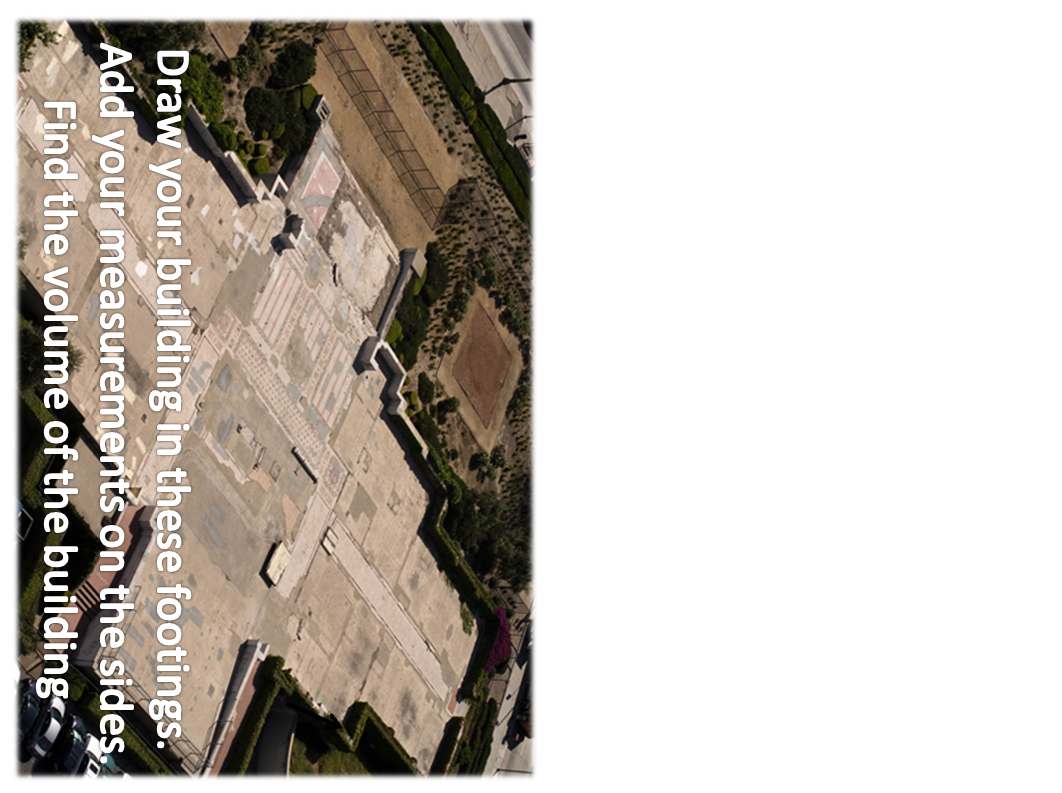 Draw your building in these footings.
Add your measurements on the sides.
Find the volume of the building